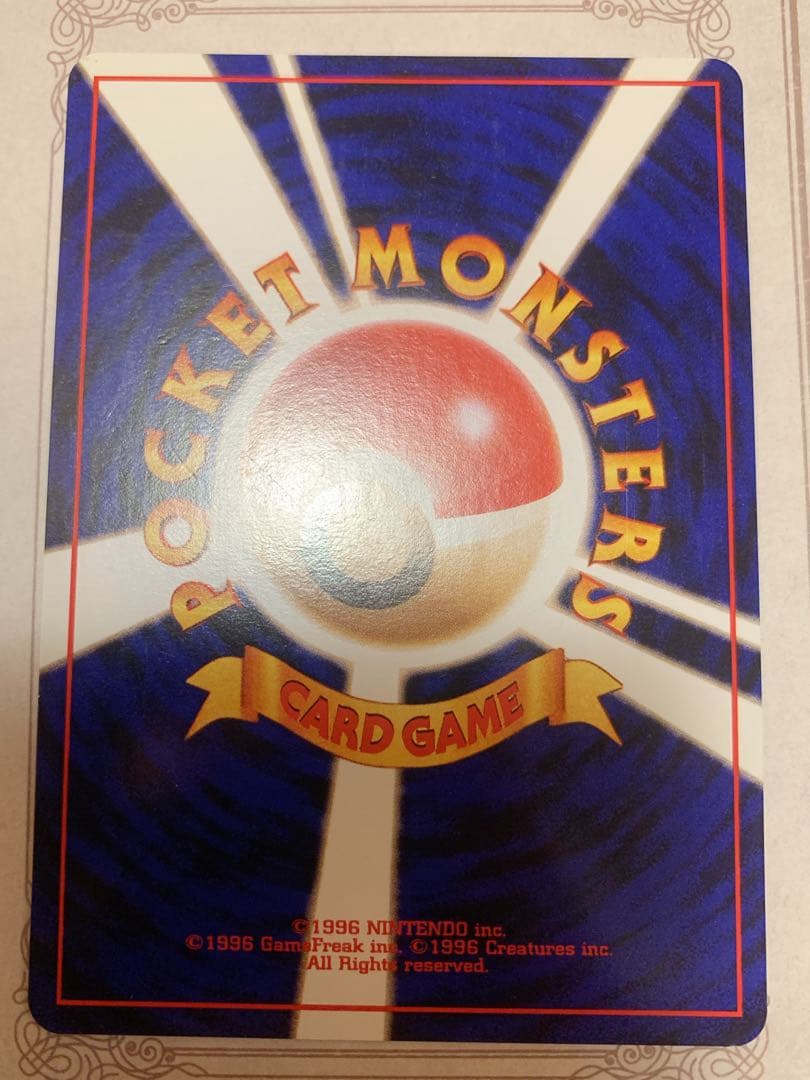 POCKET MONSTERS
CARD GAME
©1996 NINTENDO inc.
©1996 GameFreak inc. ©1996 Creatures inc.
All Rights reserved.